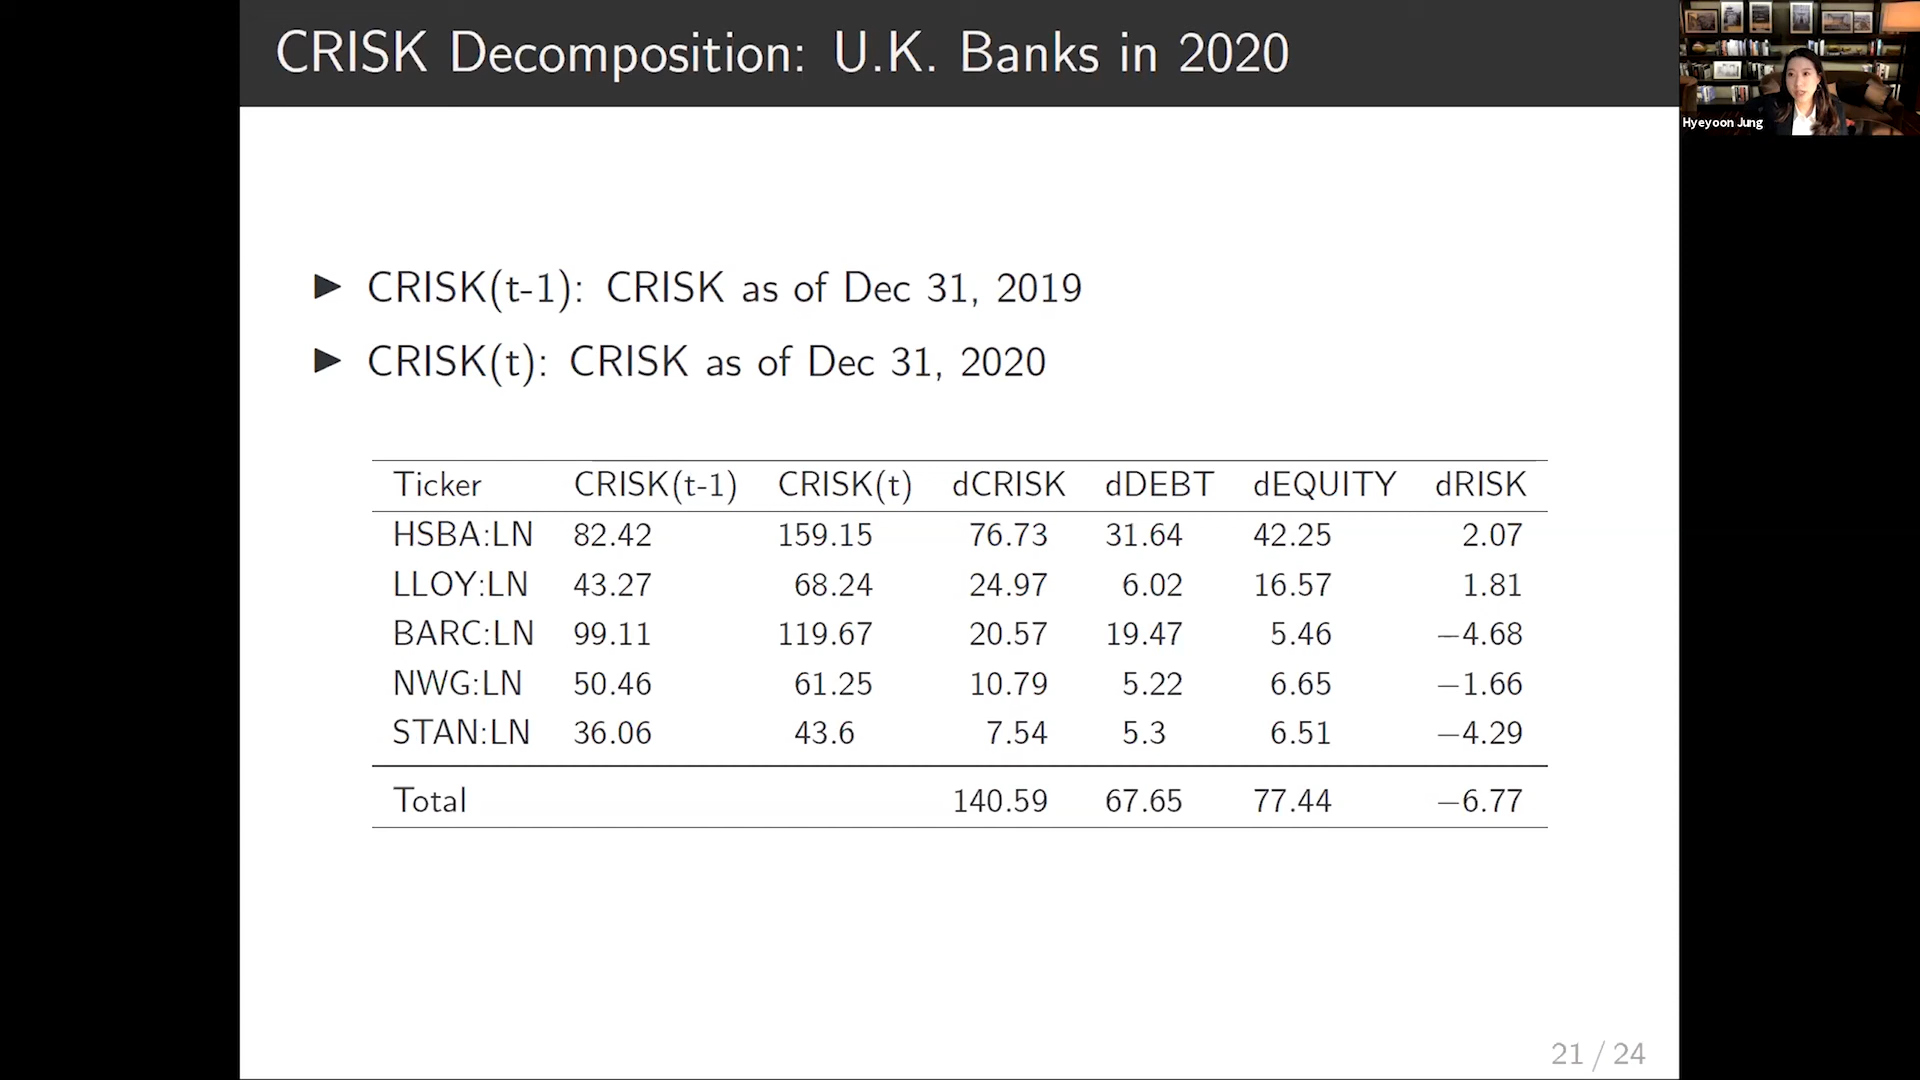 CRISK Decomposition: U.K. Banks in 2020
Hyeyoon Jung
► CRISK(t-1): CRISK as of Dec 31, 2019
► CRISK(t): CRISK as of Dec 31, 2020
Ticker CRISK(t-1) CRISK(t) dCRISK dDEBT dEQUITY dRISK
HSBA:LN 82.42 159.15 76.73 31.64 42.25 2.07
LLOY:LN 43.27 68.24 24.97 6.02 16.57 1.81
BARC:LN 99.11 119.67 20.57 19.47 5.46 −4.68
NWG:LN 50.46 61.25 10.79 5.22 6.65 −1.66
STAN:LN 36.06 43.6 7.54 5.3 6.51 −4.29
Total 140.59 67.65 77.44 −6.77
21 / 24